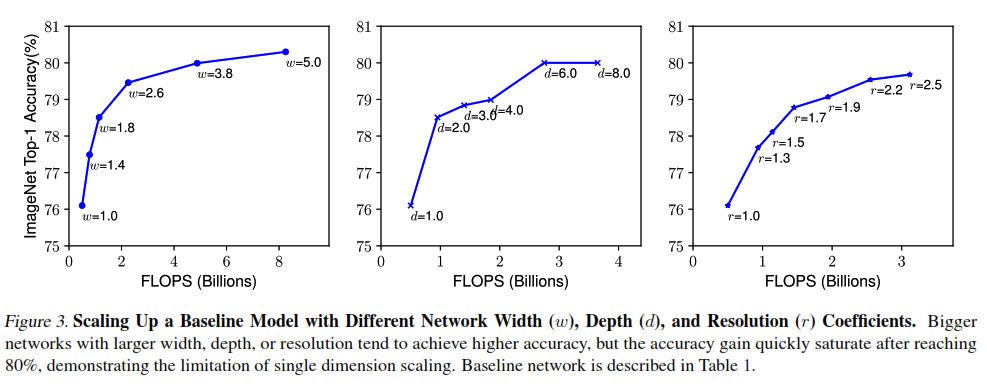 ImageNet Top-1 Accuracy(%)
81
80
79
78
77
76
75
0
2
4
6
8
FLOPS (Billions)
w=1.0
w=1.4
w=1.8
w=2.6
w=3.8
w=5.0
81
80
79
78
77
76
75
0
1
2
3
4
FLOPS (Billions)
d=1.0
d=2.0
d=3.0
d=4.0
d=6.0
d=8.0
81
80
79
78
77
76
75
0
1
2
3
FLOPS (Billions)
r=1.0
r=1.3
r=1.5
r=1.7
r=1.9
r=2.2
r=2.5
Figure 3. Scaling Up a Baseline Model with Different Network Width (w), Depth (d), and Resolution (r) Coefficients. Bigger
networks with larger width, depth, or resolution tend to achieve higher accuracy, but the accuracy gain quickly saturate after reaching
80%, demonstrating the limitation of single dimension scaling. Baseline network is described in Table 1.